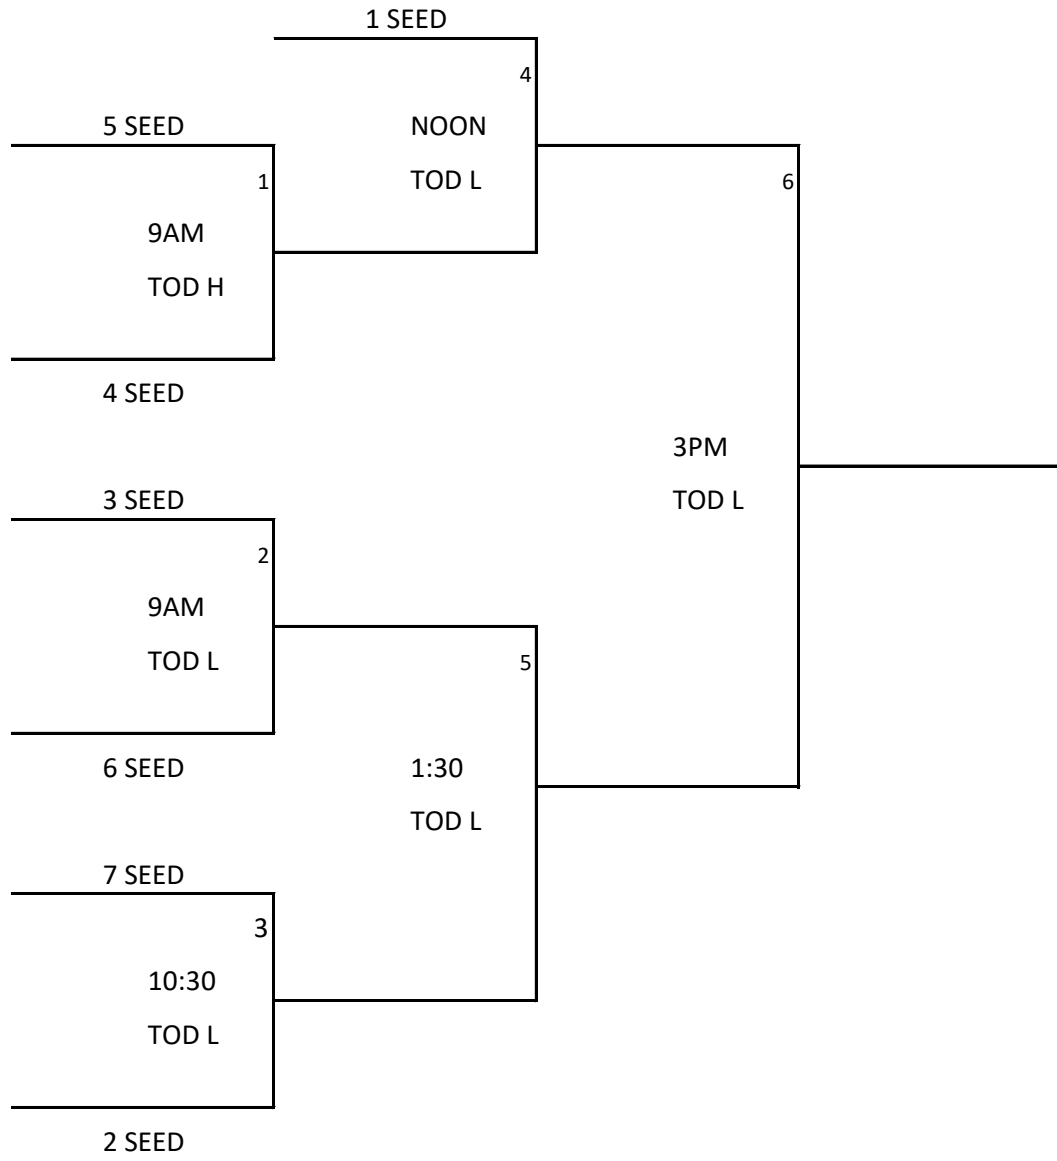 1 SEED
4
5 SEED
NOON
1
TOD L
6
9AM
TOD H
4 SEED
3PM
3 SEED
TOD L
2
9AM
TOD L
5
6 SEED
1:30
TOD L
7 SEED
3
10:30
TOD L
2 SEED